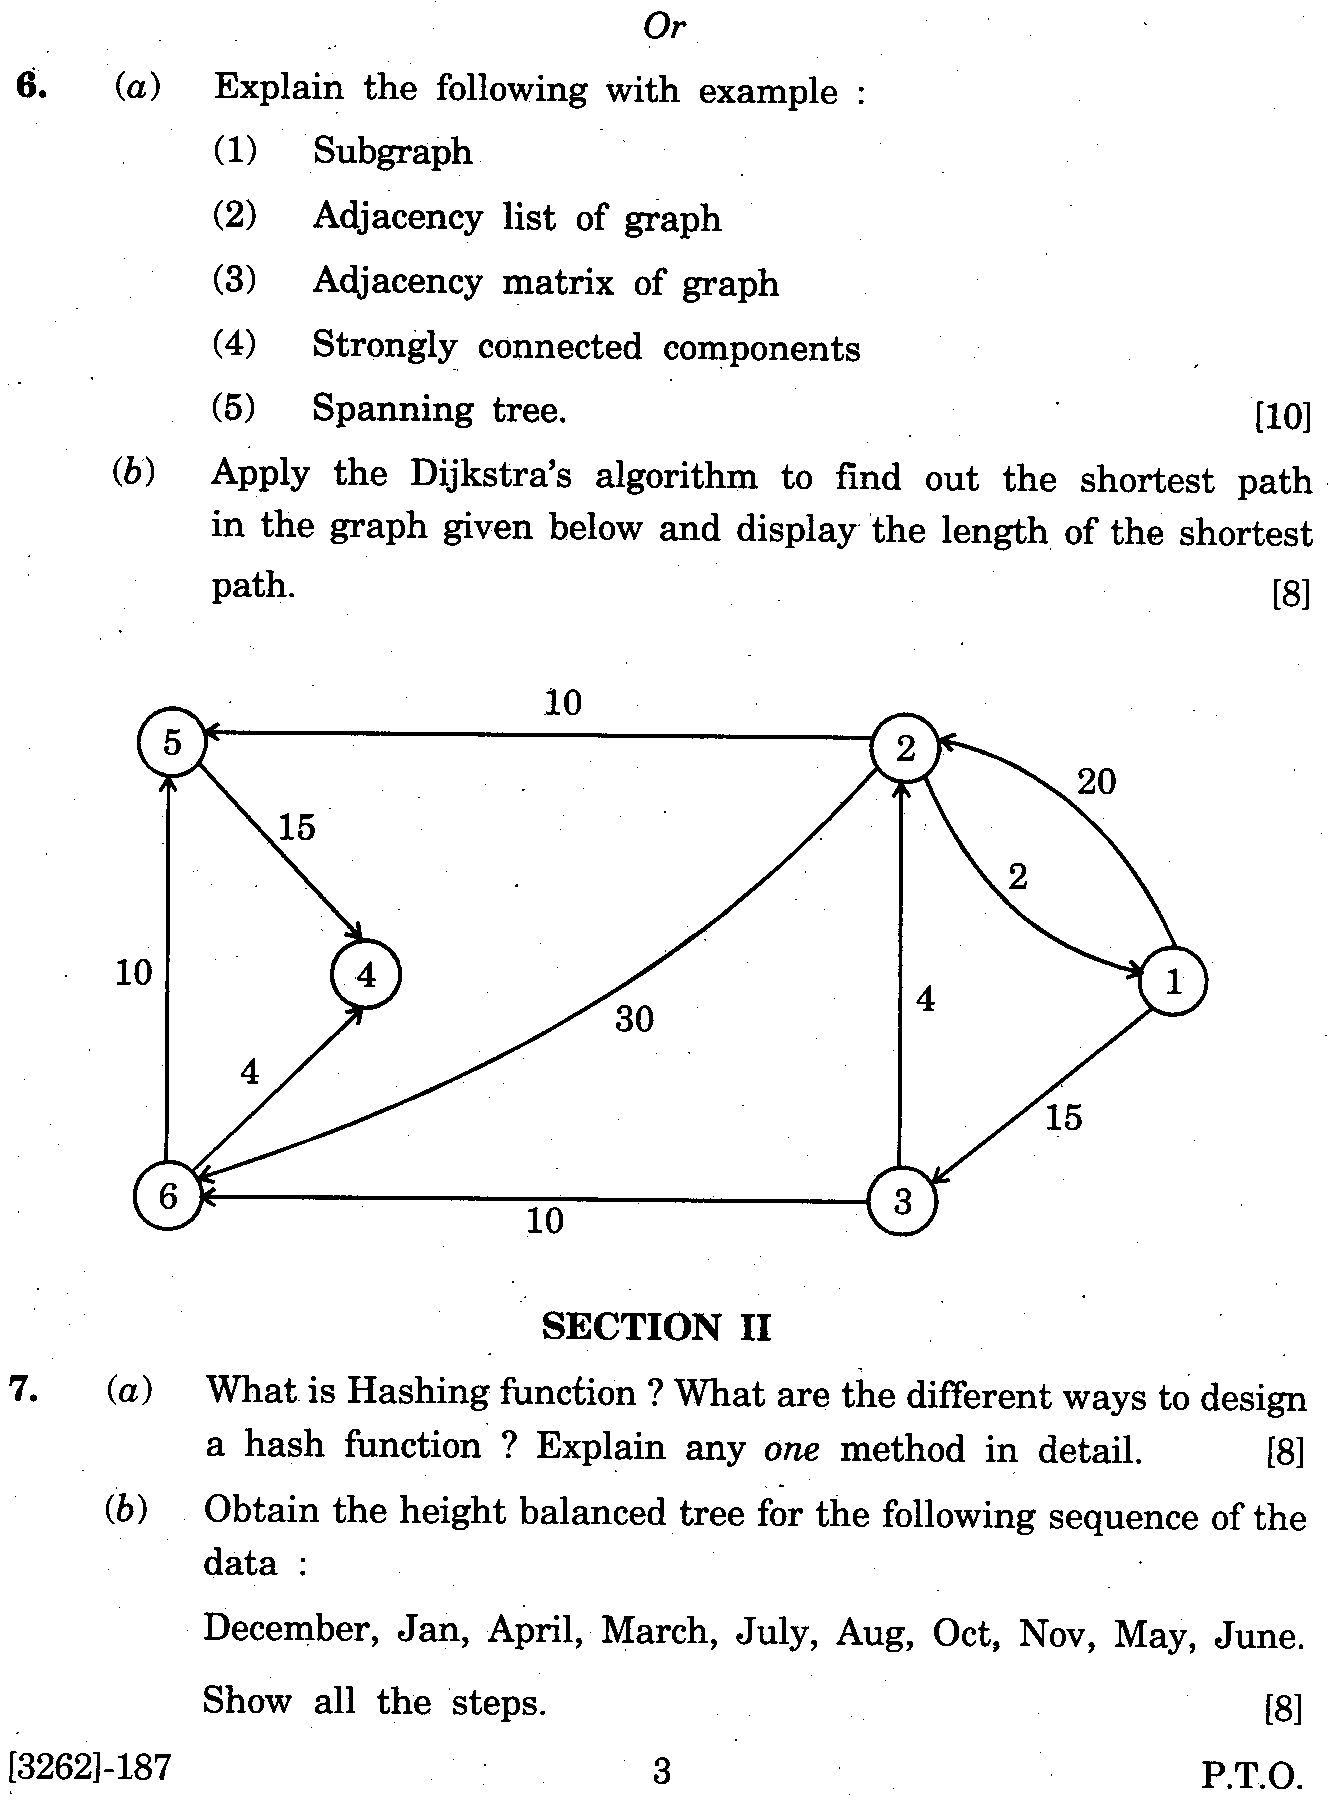 Or
6. (a) Explain the following with example :
(1) Subgraph
(2) Adjacency list of graph
(3) Adjacency matrix of graph
(4) Strongly connected components
(5) Spanning tree. [10]
(b) Apply the Dijkstra's algorithm to find out the shortest path
in the graph given below and display the length of the shortest
path. [8]
10
5
2
20
15
2
10
4
1
4
30
4
15
6
3
10
SECTION II
7. (a) What is Hashing function ? What are the different ways to design
a hash function ? Explain any one method in detail. [8]
(b) Obtain the height balanced tree for the following sequence of the
data :
December, Jan, April, March, July, Aug, Oct, Nov, May, June.
Show all the steps. [8]
[3262]-187 3 P.T.O.